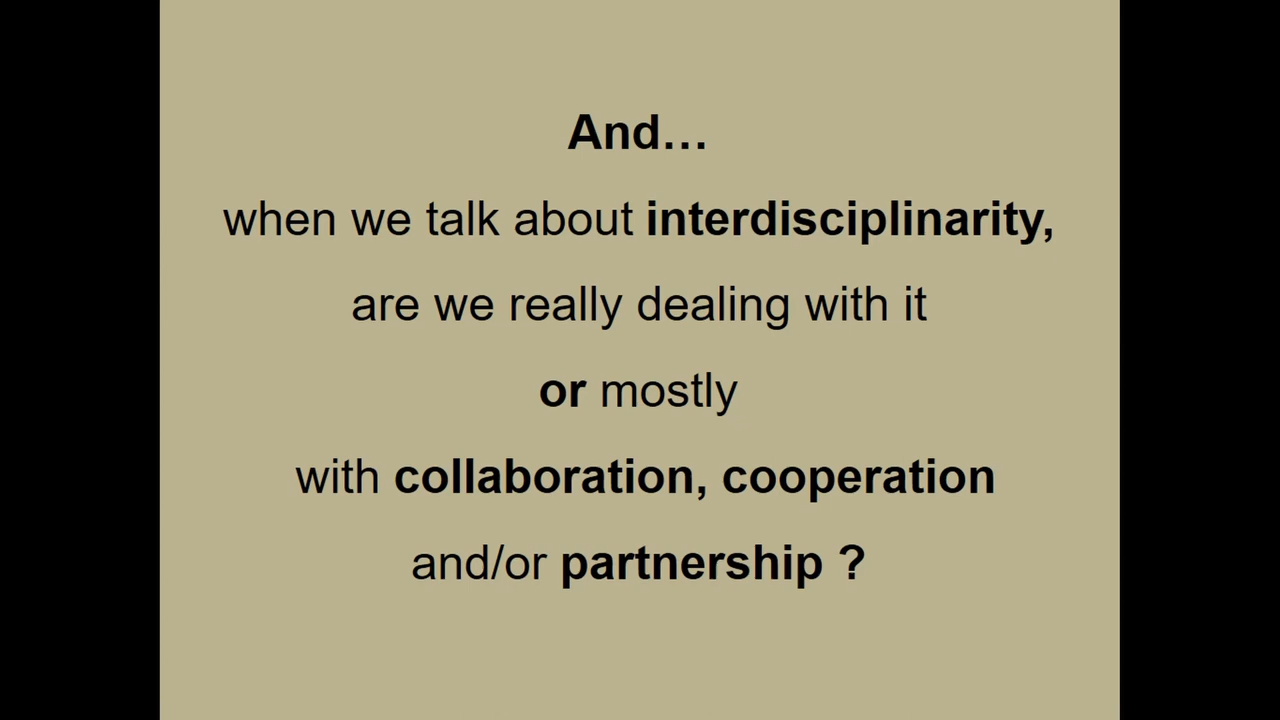 And…
when we talk about interdisciplinarity,
are we really dealing with it
or mostly
with collaboration, cooperation
and/or partnership ?